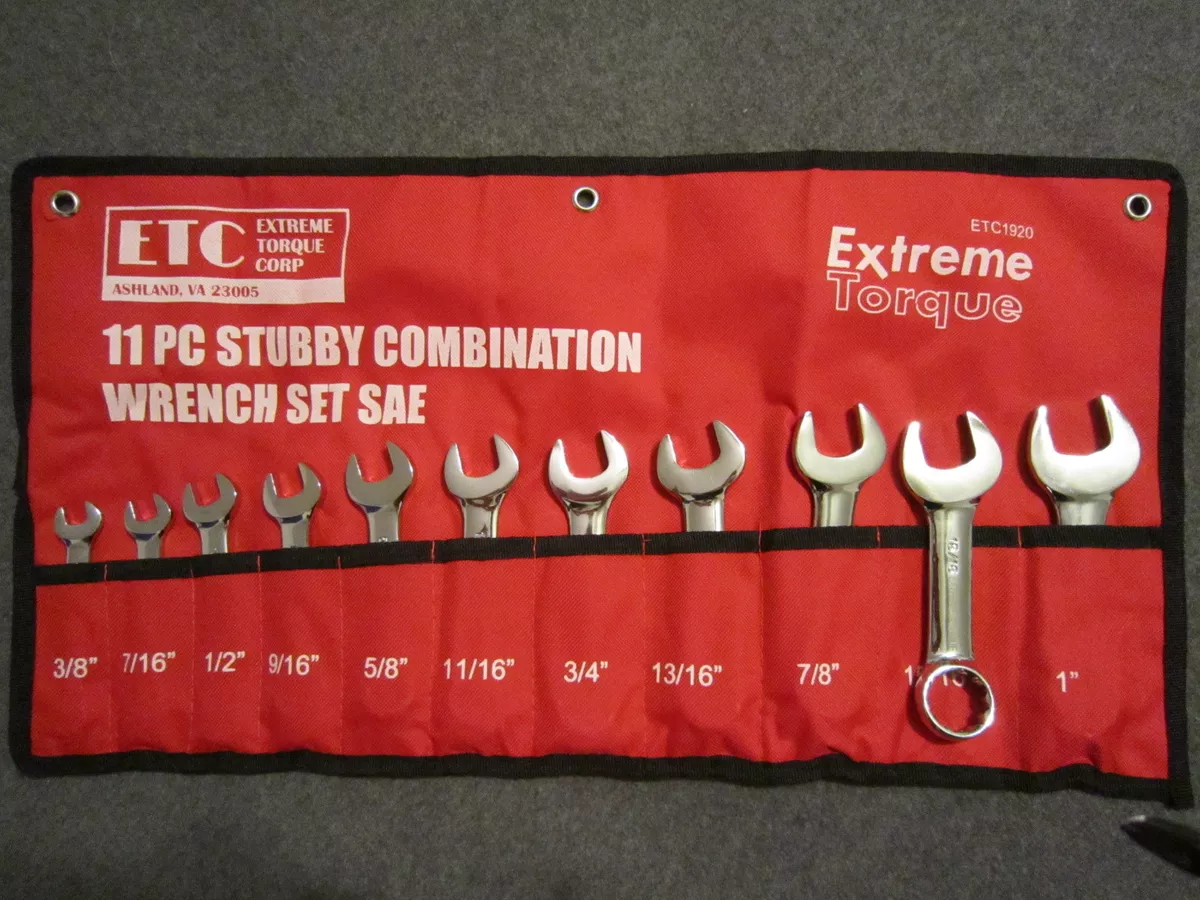 ETC EXTREME
TORQUE
CORP
ASHLAND, VA 23005
ETC1920
Extreme
Torque
11 PC STUBBY COMBINATION
WRENCH SET SAE
3/8” 7/16” 1/2” 9/16” 5/8” 11/16” 3/4” 13/16” 7/8” 1”